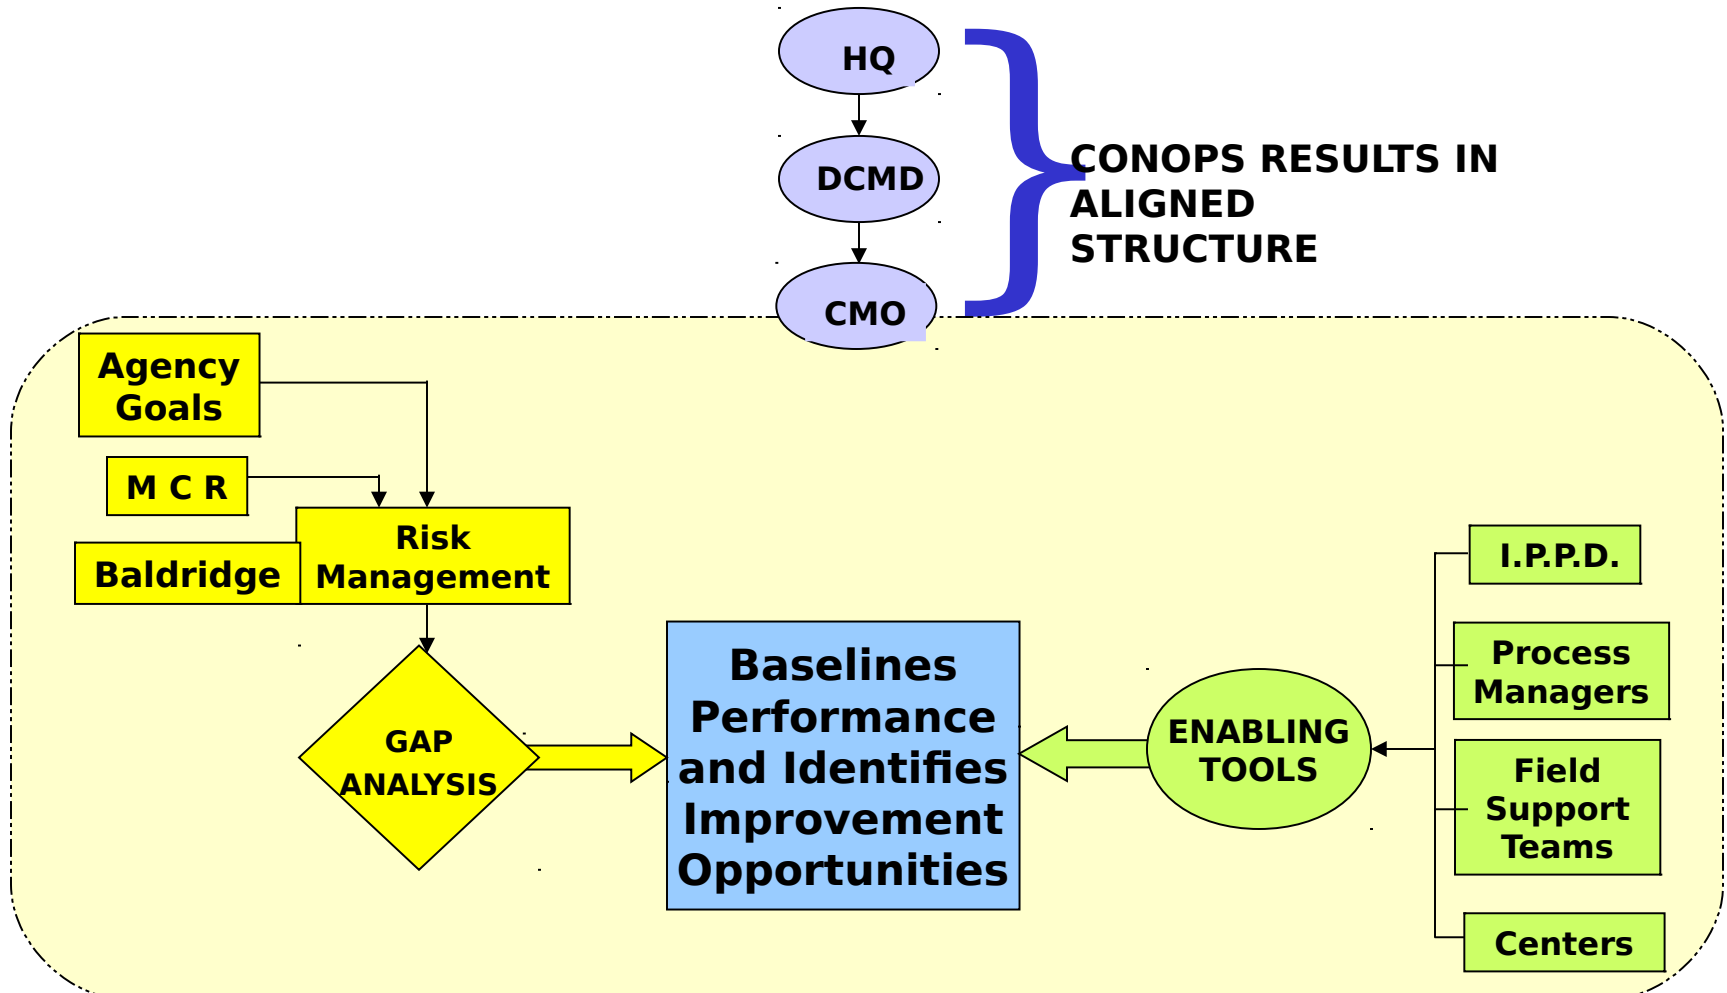 HQ
DCMD
CMO
CONOPS RESULTS IN
ALIGNED
STRUCTURE
Agency
Goals
M C R
Baldridge
Risk
Management
GAP
ANALYSIS
Baselines
Performance
and Identifies
Improvement
Opportunities
ENABLING
TOOLS
I.P.P.D.
Process
Managers
Field
Support
Teams
Centers